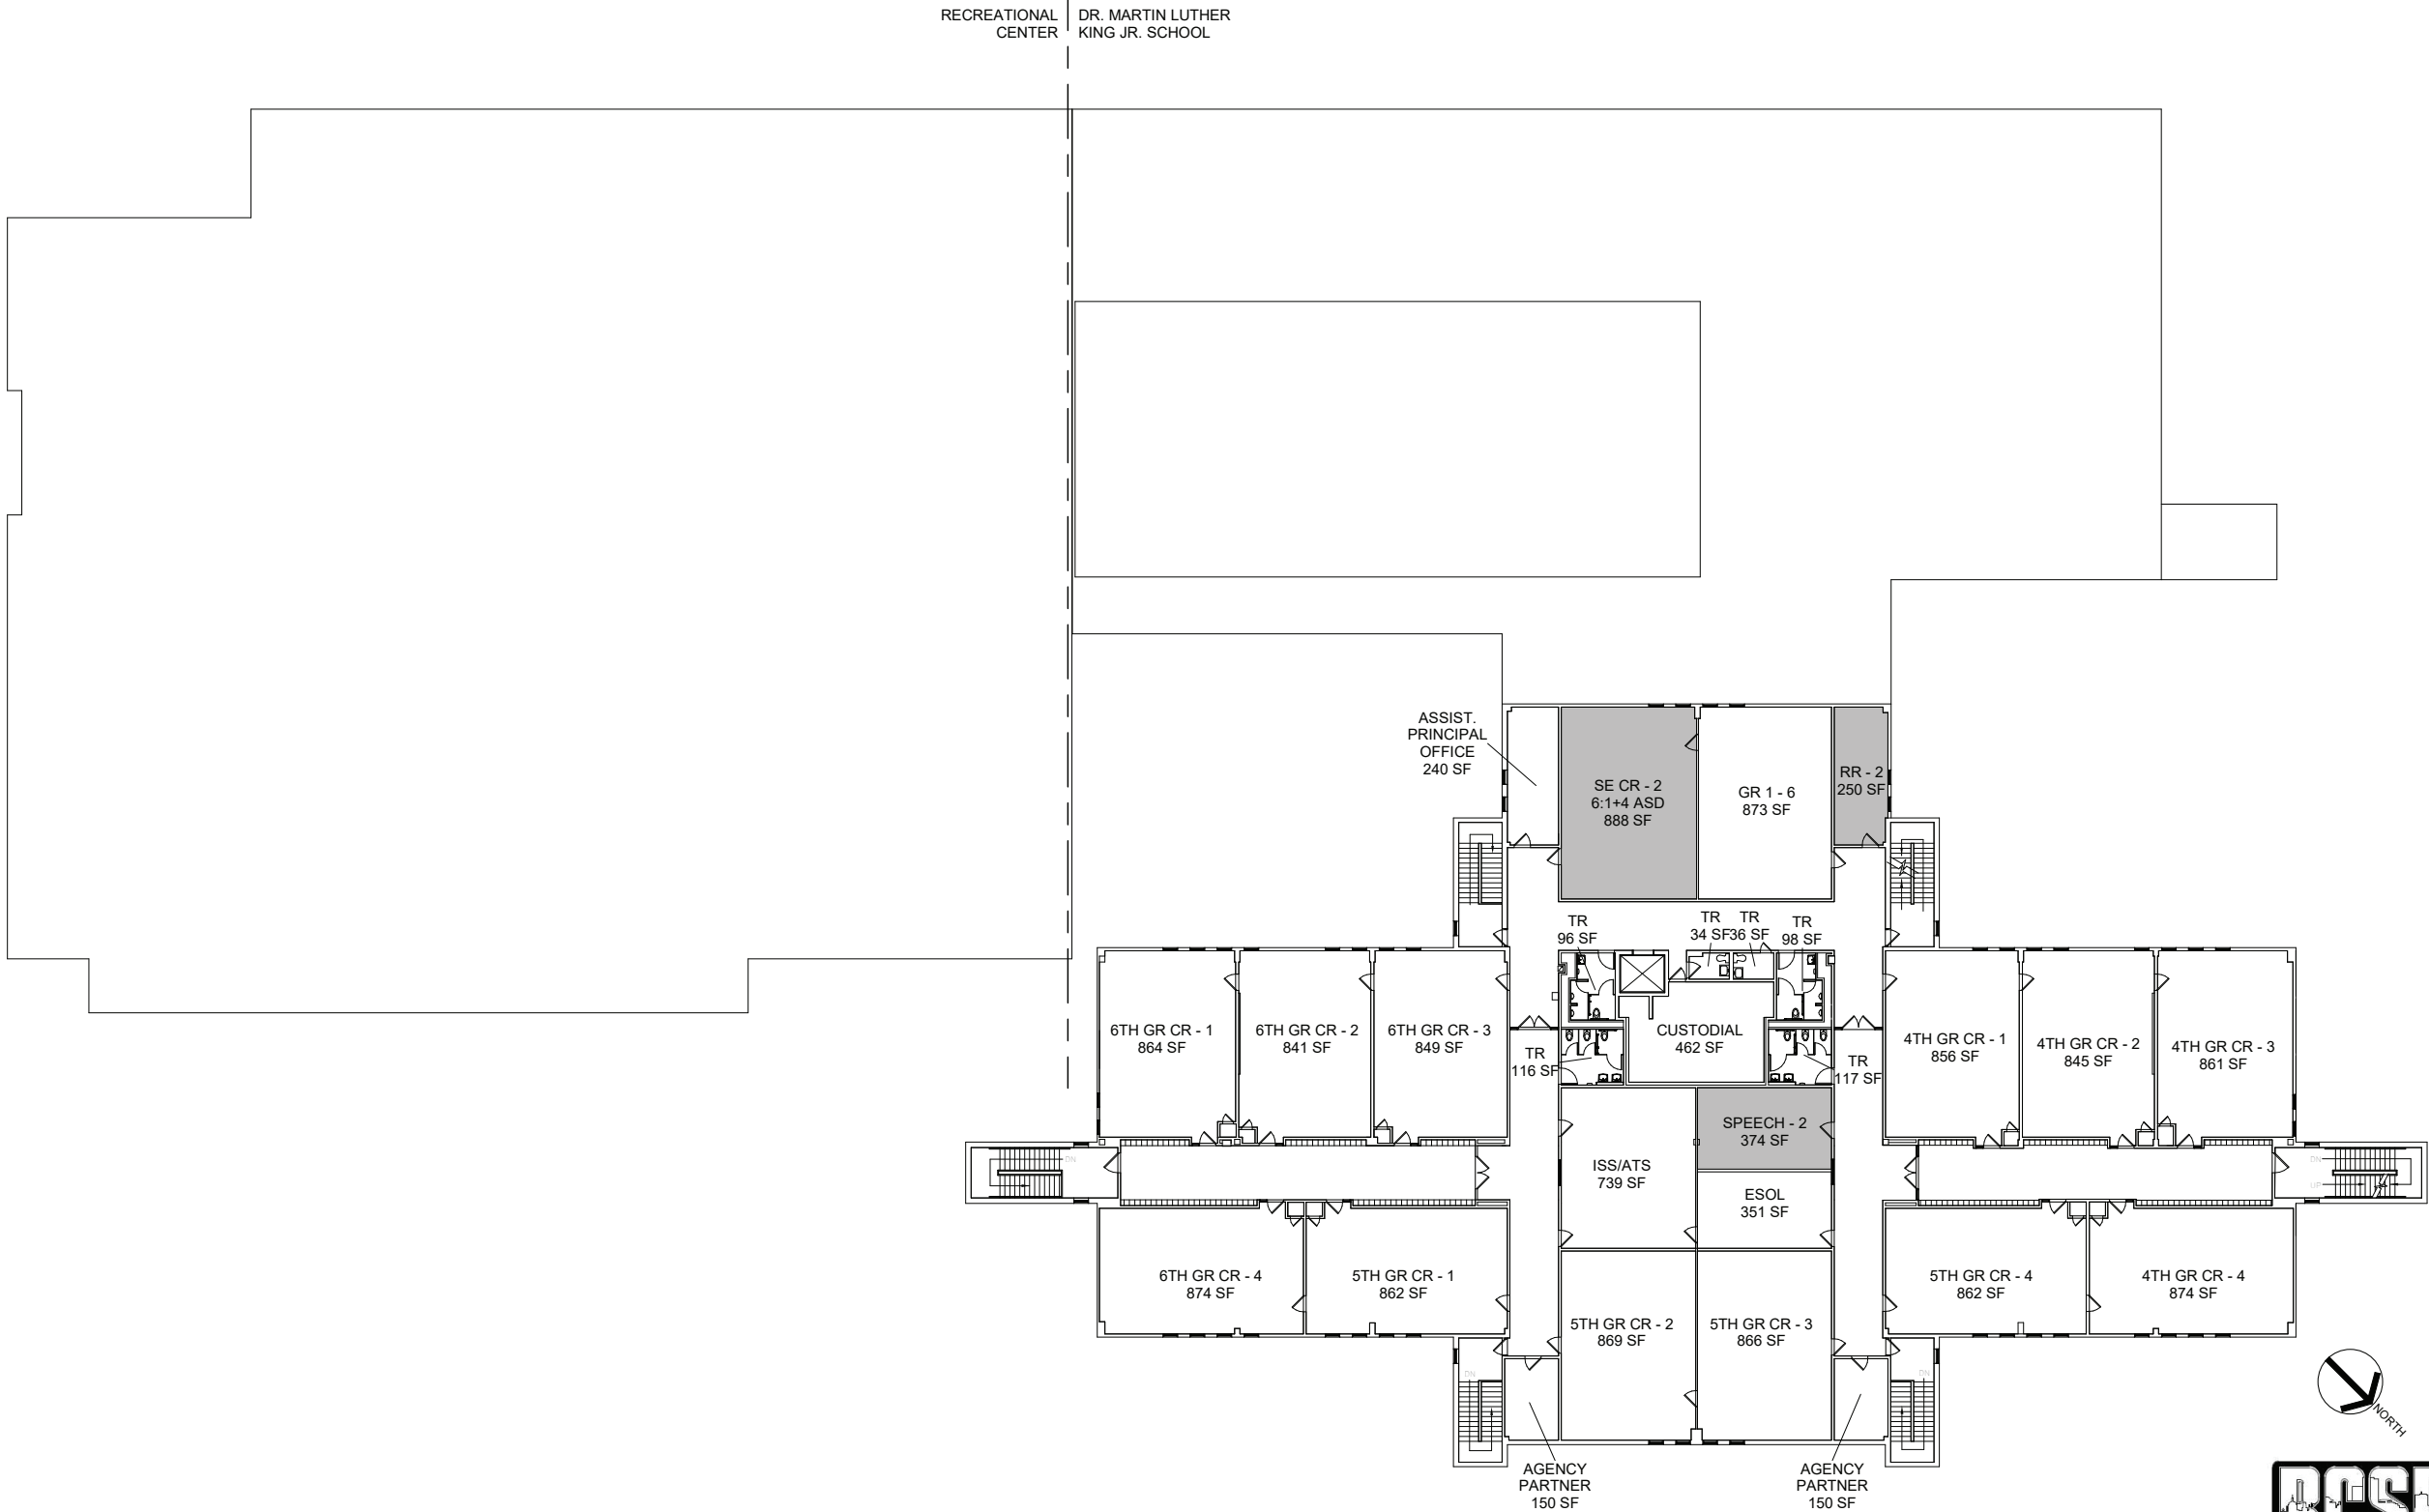 RECREATIONAL
CENTER
DR. MARTIN LUTHER
KING JR. SCHOOL
ASSIST.
PRINCIPAL
OFFICE
240 SF
SE CR - 2
6:1+4 ASD
888 SF
GR 1 - 6
873 SF
RR - 2
250 SF
TR
96 SF
TR
34 SF
TR
36 SF
TR
98 SF
6TH GR CR - 1
864 SF
6TH GR CR - 2
841 SF
6TH GR CR - 3
849 SF
TR
116 SF
CUSTODIAL
462 SF
TR
117 SF
4TH GR CR - 1
856 SF
4TH GR CR - 2
845 SF
4TH GR CR - 3
861 SF
SPEECH - 2
374 SF
ISS/ATS
739 SF
ESOL
351 SF
DN
DN
UP
6TH GR CR - 4
874 SF
5TH GR CR - 1
862 SF
5TH GR CR - 2
869 SF
5TH GR CR - 3
866 SF
5TH GR CR - 4
862 SF
4TH GR CR - 4
874 SF
DN
DN
NORTH
AGENCY
PARTNER
150 SF
AGENCY
PARTNER
150 SF